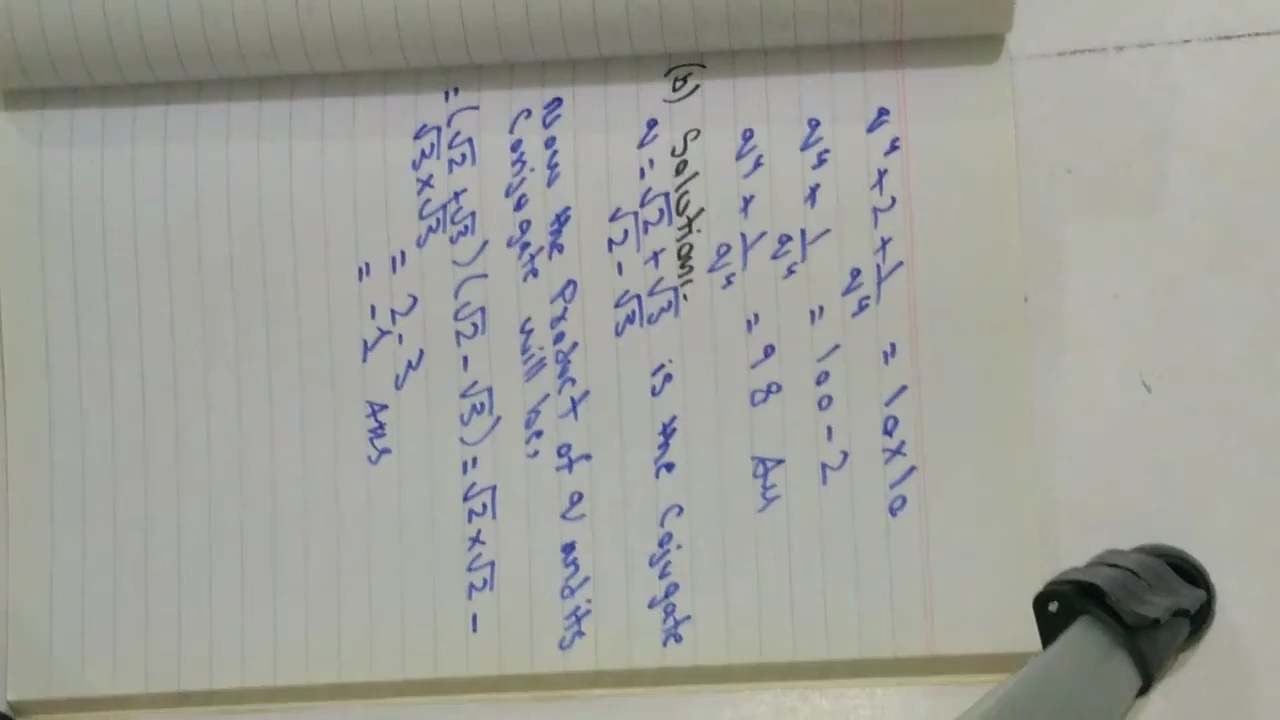 a⁴ + 2 + 1/a⁴ = 10×10
a⁴ + 1/a⁴ = 100 - 2
a⁴ + 1/a⁴ = 98 Ans
(b) Solution:-
a = √2 + √3 is the Cojugate
√2 - √3
Now the Product of a and its
Conjugate will be,
= (√2 + √3) (√2 - √3) = √2 × √2 -
√3 × √3
= 2 - 3
= -1 Ans